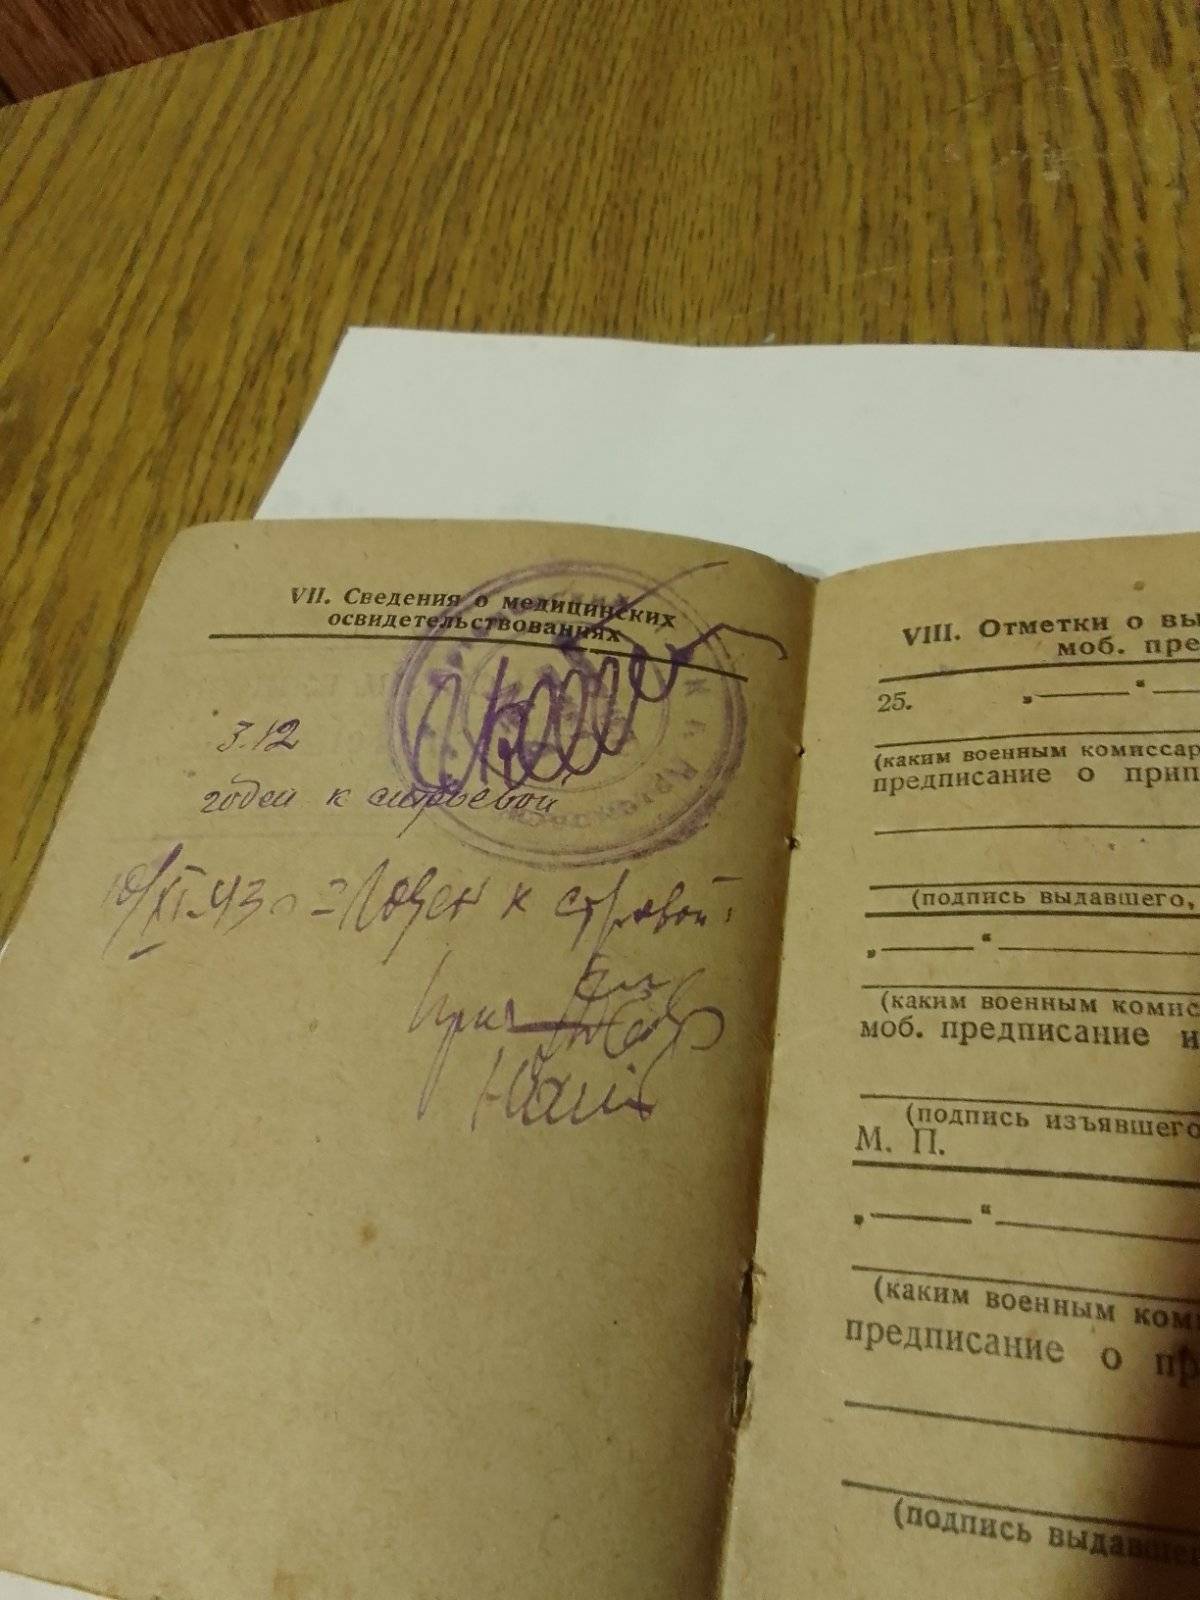 VII. Сведения о медицинских
освидетельствованиях
3.12
годен к строевой
10/XI.43 = Годен к строевой.
VIII. Отметки о вы
моб. пре
25. „ “
(каким военным комиссар
предписание о прип
(подпись выдавшего,
„ “
(каким военным комис
моб. предписание и
(подпись изъявшего
М. П.
„ “
(каким военным ком
предписание о пр
(подпись выдавше